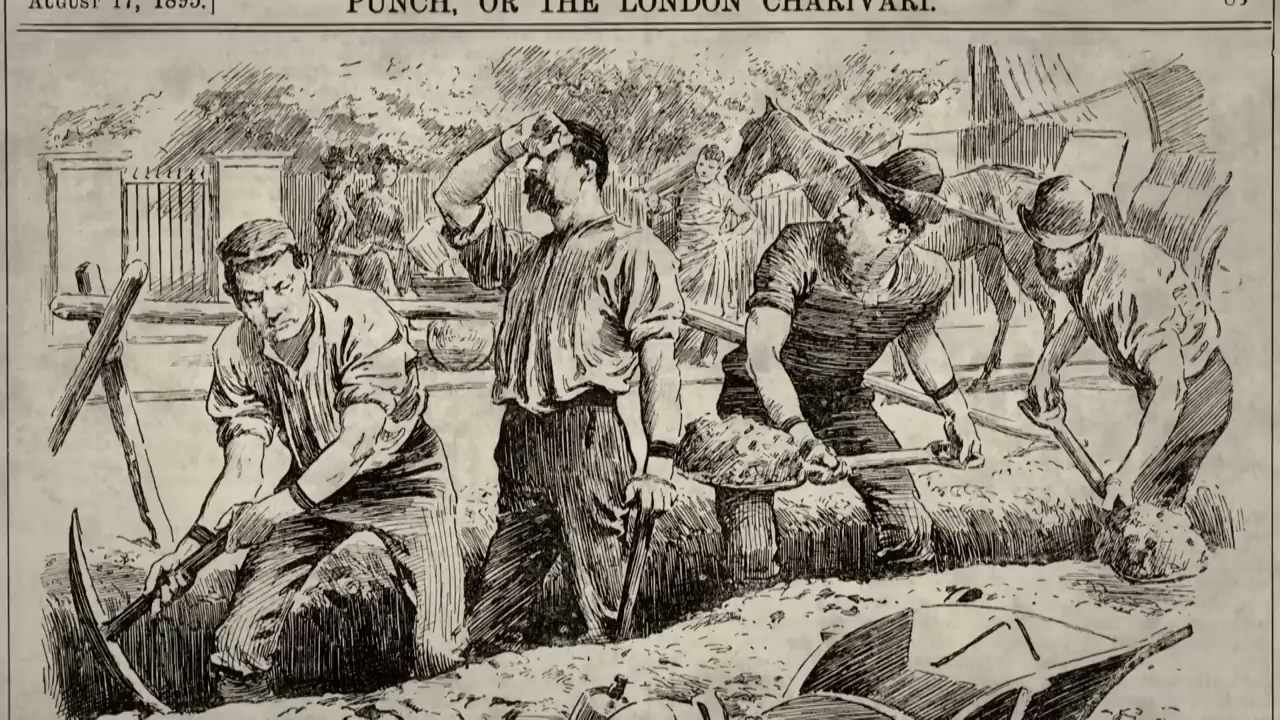 August 17, 1895.]
PUNCH, OR THE LONDON CHARIVARI.